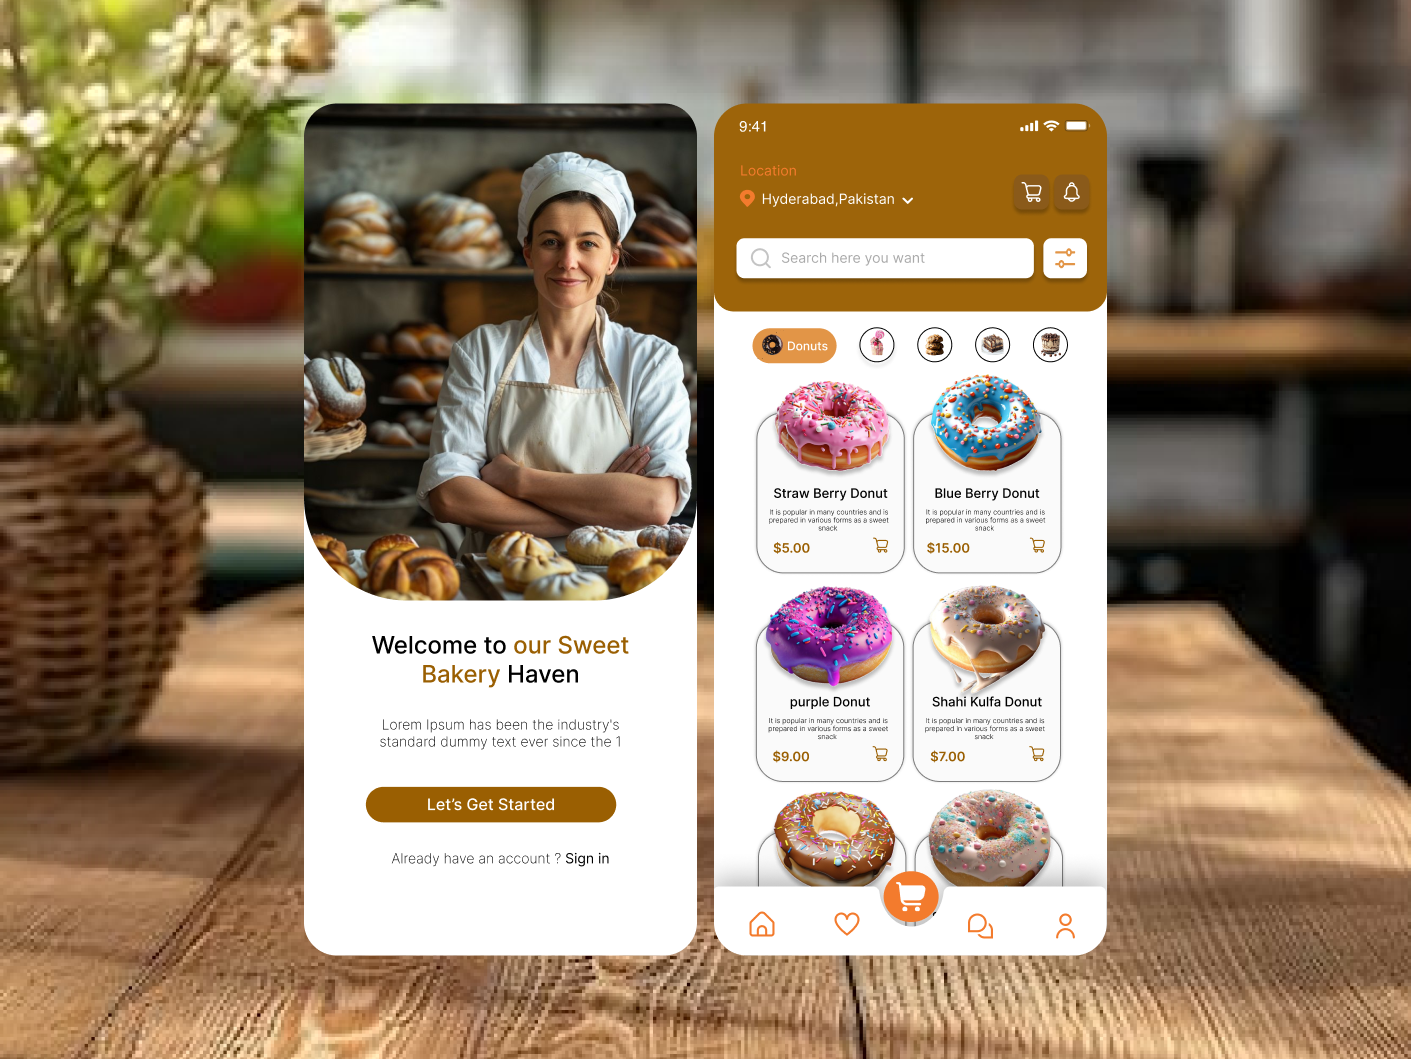 Welcome to our Sweet
Bakery Haven
Lorem Ipsum has been the industry's
standard dummy text ever since the 1
Let's Get Started
Already have an account ? Sign in
9:41
Location
Hyderabad,Pakistan
Search here you want
Donuts
Straw Berry Donut
It is popular in many countries and is
prepared in various forms as a sweet
snack
$5.00
Blue Berry Donut
It is popular in many countries and is
prepared in various forms as a sweet
snack
$15.00
purple Donut
It is popular in many countries and is
prepared in various forms as a sweet
snack
$9.00
Shahi Kulfa Donut
It is popular in many countries and is
prepared in various forms as a sweet
snack
$7.00